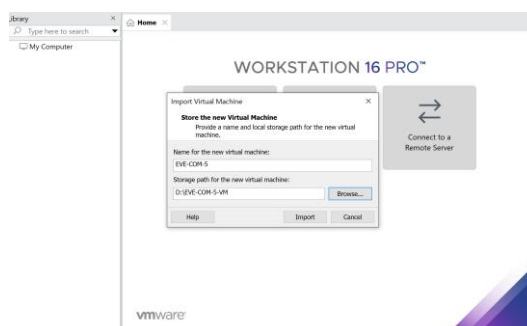 Library
Type here to search
My Computer
Home
WORKSTATION 16 PRO™
Import Virtual Machine
Store the new Virtual Machine
Provide a name and local storage path for the new virtual
machine.
Name for the new virtual machine:
EVE-COM-5
Storage path for the new virtual machine:
D:\EVE-COM-5-VM
Browse...
Help
Import
Cancel
Connect to a
Remote Server
vmware